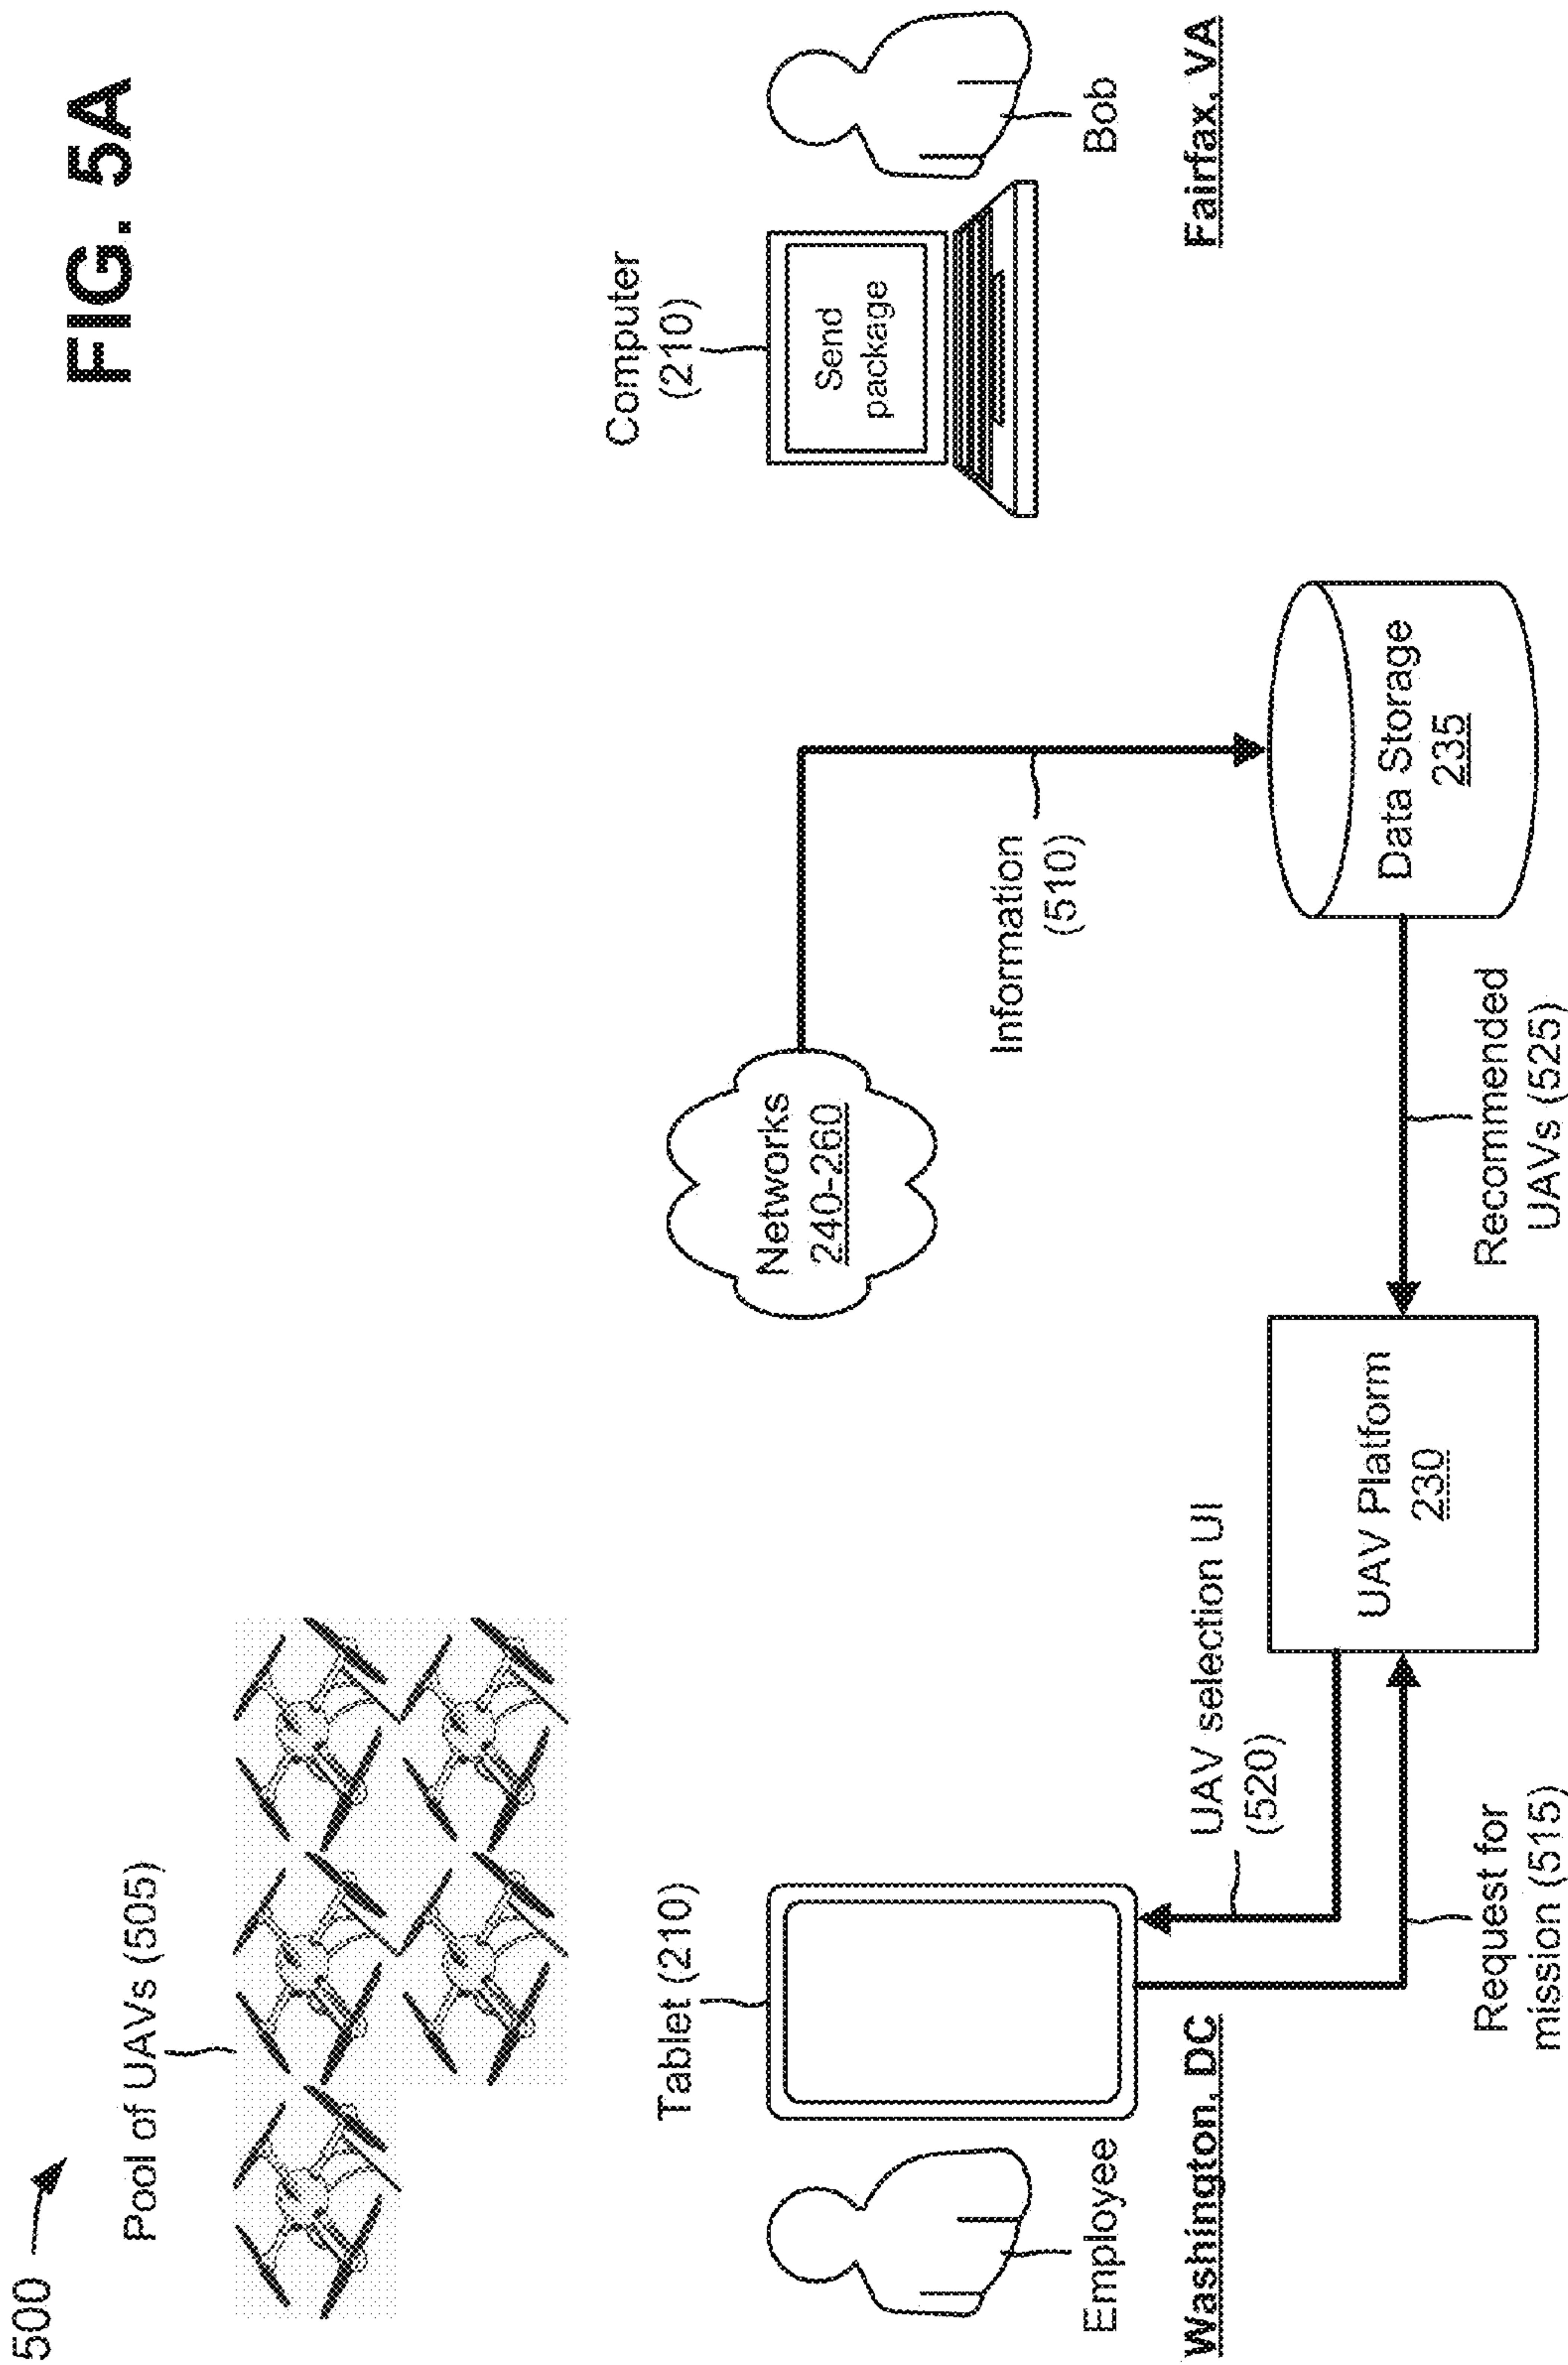 FIG. 5A
500
Pool of UAVs (505)
Tablet (210)
Employee
Washington, DC
Networks
240-260
Information
(510)
Computer
(210)
Send
package
Bob
Fairfax, VA
UAV selection UI
(520)
Request for
mission (515)
UAV Platform
230
Recommended
UAVs (525)
Data Storage
235